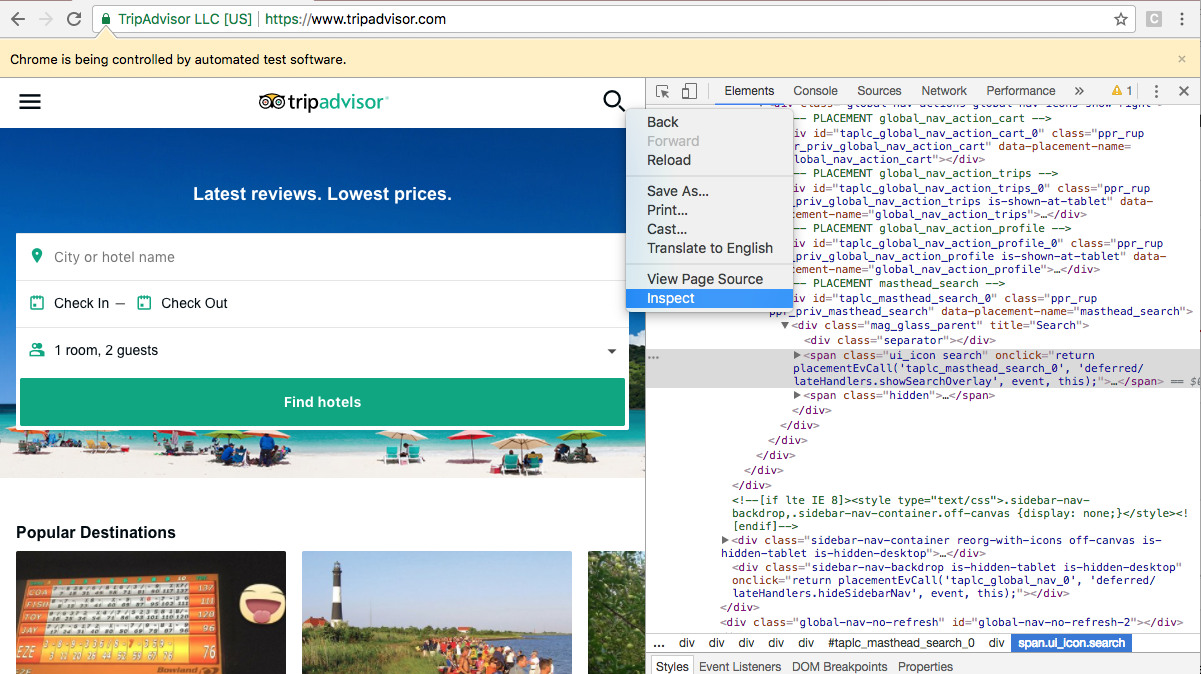 TripAdvisor LLC [US] https://www.tripadvisor.com
C
Chrome is being controlled by automated test software.
×
tripadvisor
Latest reviews. Lowest prices.
City or hotel name
Check In — Check Out
1 room, 2 guests
Find hotels
Popular Destinations
JAY
EZE
76
Bowland
Back
Forward
Reload
Save As...
Print...
Cast...
Translate to English
View Page Source
Inspect
Elements Console Sources Network Performance » 1
-- PLACEMENT global_nav_action_cart -->
iv id="taplc_global_nav_action_cart_0" class="ppr_rup
r_priv_global_nav_action_cart" data-placement-name=
lobal_nav_action_cart"></div>
-- PLACEMENT global_nav_action_trips -->
iv id="taplc_global_nav_action_trips_0" class="ppr_rup
_priv_global_nav_action_trips is-shown-at-tablet" data-
cement-name="global_nav_action_trips">…</div>
-- PLACEMENT global_nav_action_profile -->
iv id="taplc_global_nav_action_profile_0" class="ppr_rup
_priv_global_nav_action_profile is-shown-at-tablet" data-
cement-name="global_nav_action_profile">…</div>
-- PLACEMENT masthead_search -->
iv id="taplc_masthead_search_0" class="ppr_rup
ppr_priv_masthead_search" data-placement-name="masthead_search">
▼<div class="mag_glass_parent" title="Search">
<div class="separator"></div>
… ▶<span class="ui_icon search" onclick="return
placementEvCall('taplc_masthead_search_0', 'deferred/
lateHandlers.showSearchOverlay', event, this);">…</span> == $0
▶<span class="hidden">…</span>
</div>
</div>
</div>
</div>
</div>
</div>
<!--[if lte IE 8]><style type="text/css">.sidebar-nav-
backdrop,.sidebar-nav-container.off-canvas {display: none;}</style><!
[endif]-->
▶<div class="sidebar-nav-container reorg-with-icons off-canvas is-
hidden-tablet is-hidden-desktop">…</div>
<div class="sidebar-nav-backdrop is-hidden-tablet is-hidden-desktop"
onclick="return placementEvCall('taplc_global_nav_0', 'deferred/
lateHandlers.hideSidebarNav', event, this);"></div>
</div>
<div class="global-nav-no-refresh" id="global-nav-no-refresh-2"></div>
... div div div div div #taplc_masthead_search_0 div span.ui_icon.search
Styles Event Listeners DOM Breakpoints Properties